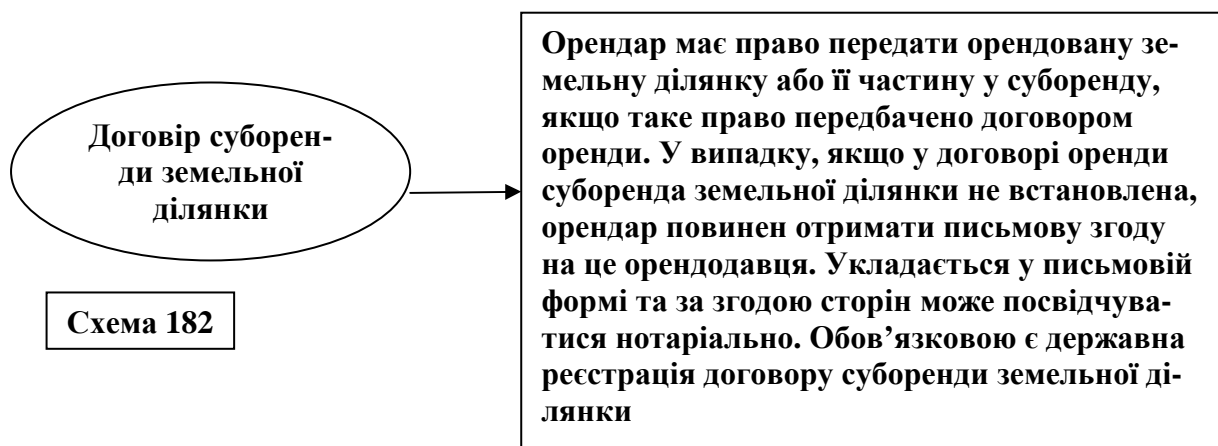 Договір суборен-
ди земельної
ділянки
Схема 182
Орендар має право передати орендовану зе-
мельну ділянку або її частину у суборенду,
якщо таке право передбачено договором
оренди. У випадку, якщо у договорі оренди
суборенда земельної ділянки не встановлена,
орендар повинен отримати письмову згоду
на це орендодавця. Укладається у письмовій
формі та за згодою сторін може посвідчува-
тися нотаріально. Обов’язковою є державна
реєстрація договору суборенди земельної ді-
лянки